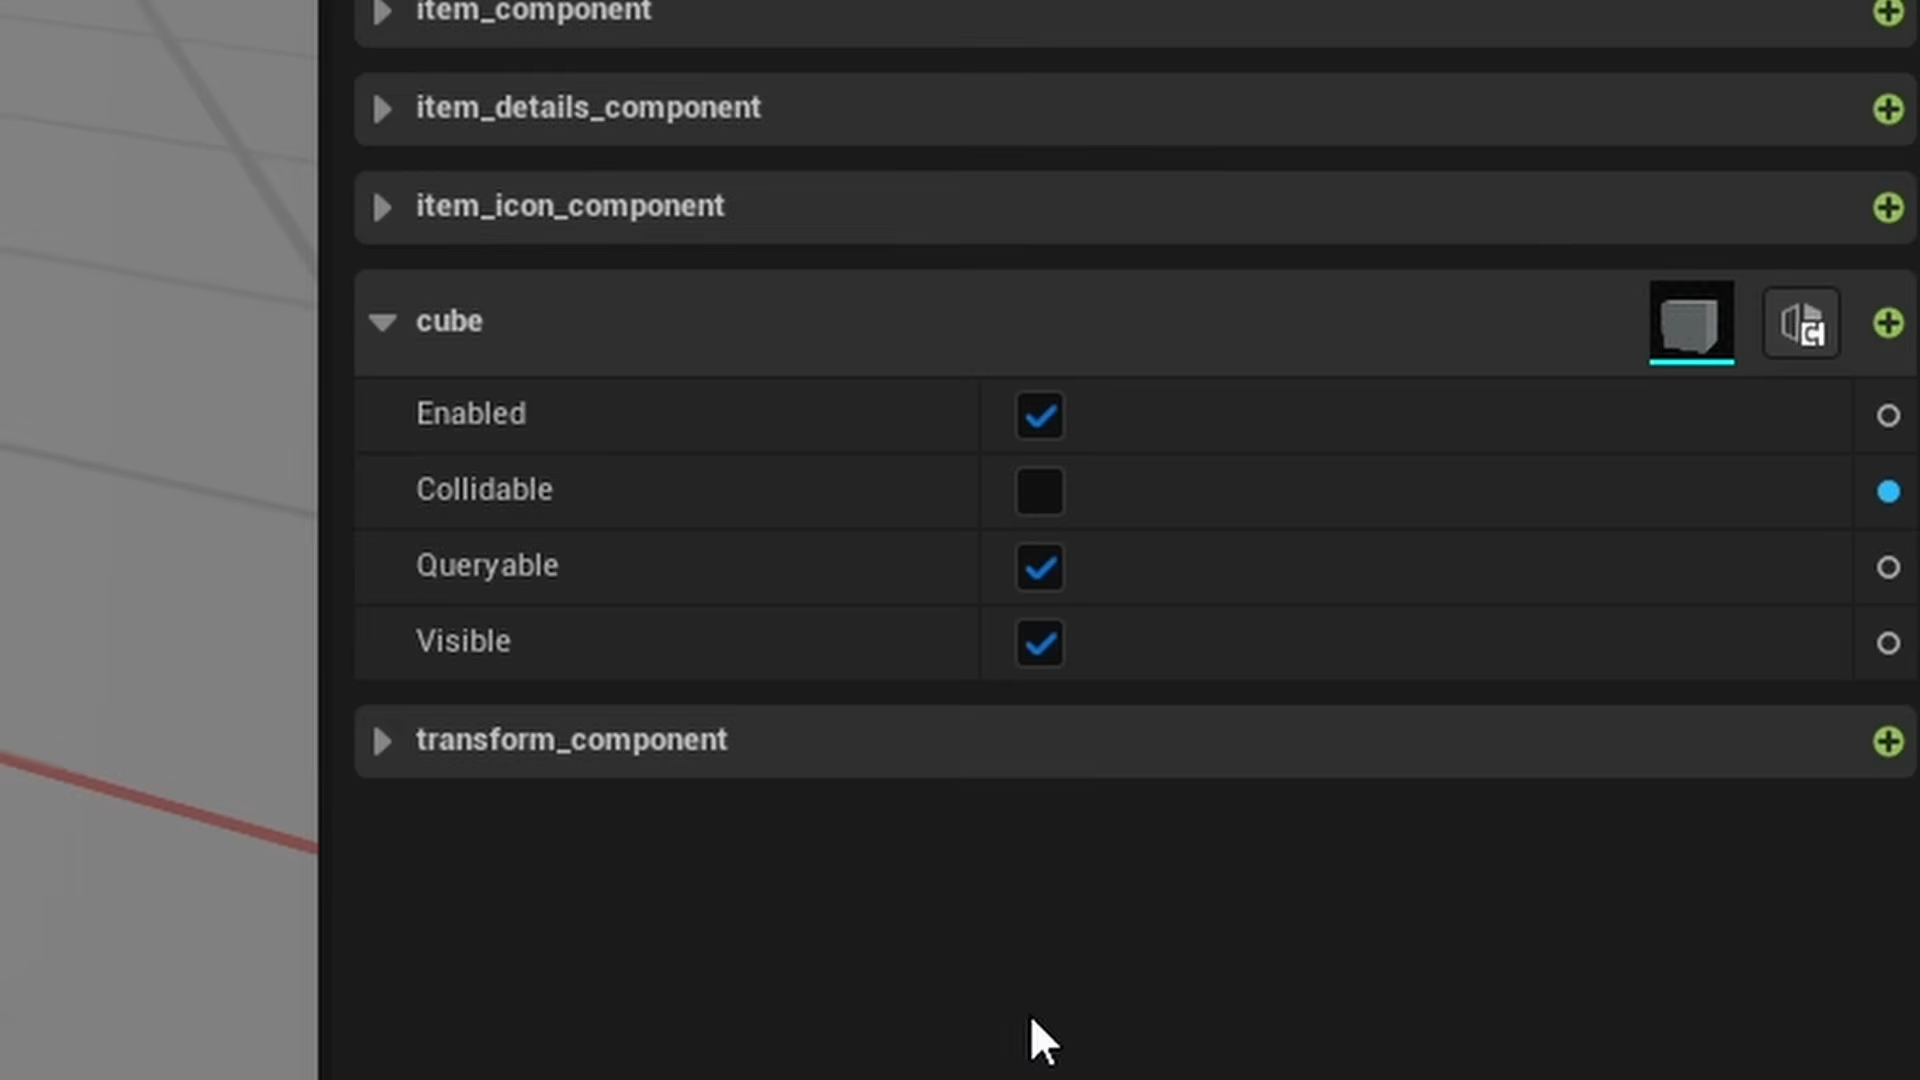 item_component
item_details_component
item_icon_component
cube
Enabled
Collidable
Queryable
Visible
transform_component